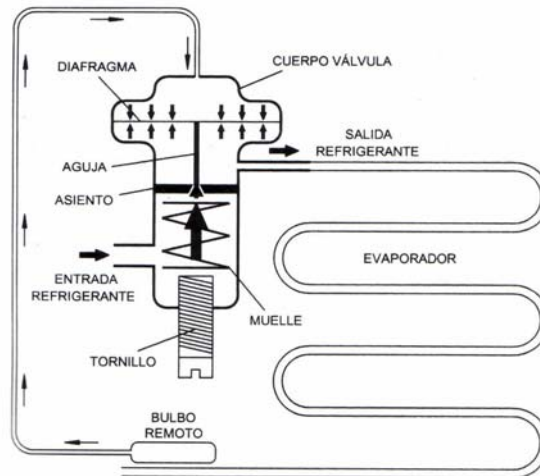 CUERPO VÁLVULA
DIAFRAGMA
SALIDA
REFRIGERANTE
AGUJA
ASIENTO
EVAPORADOR
ENTRADA
REFRIGERANTE
MUELLE
TORNILLO
BULBO
REMOTO